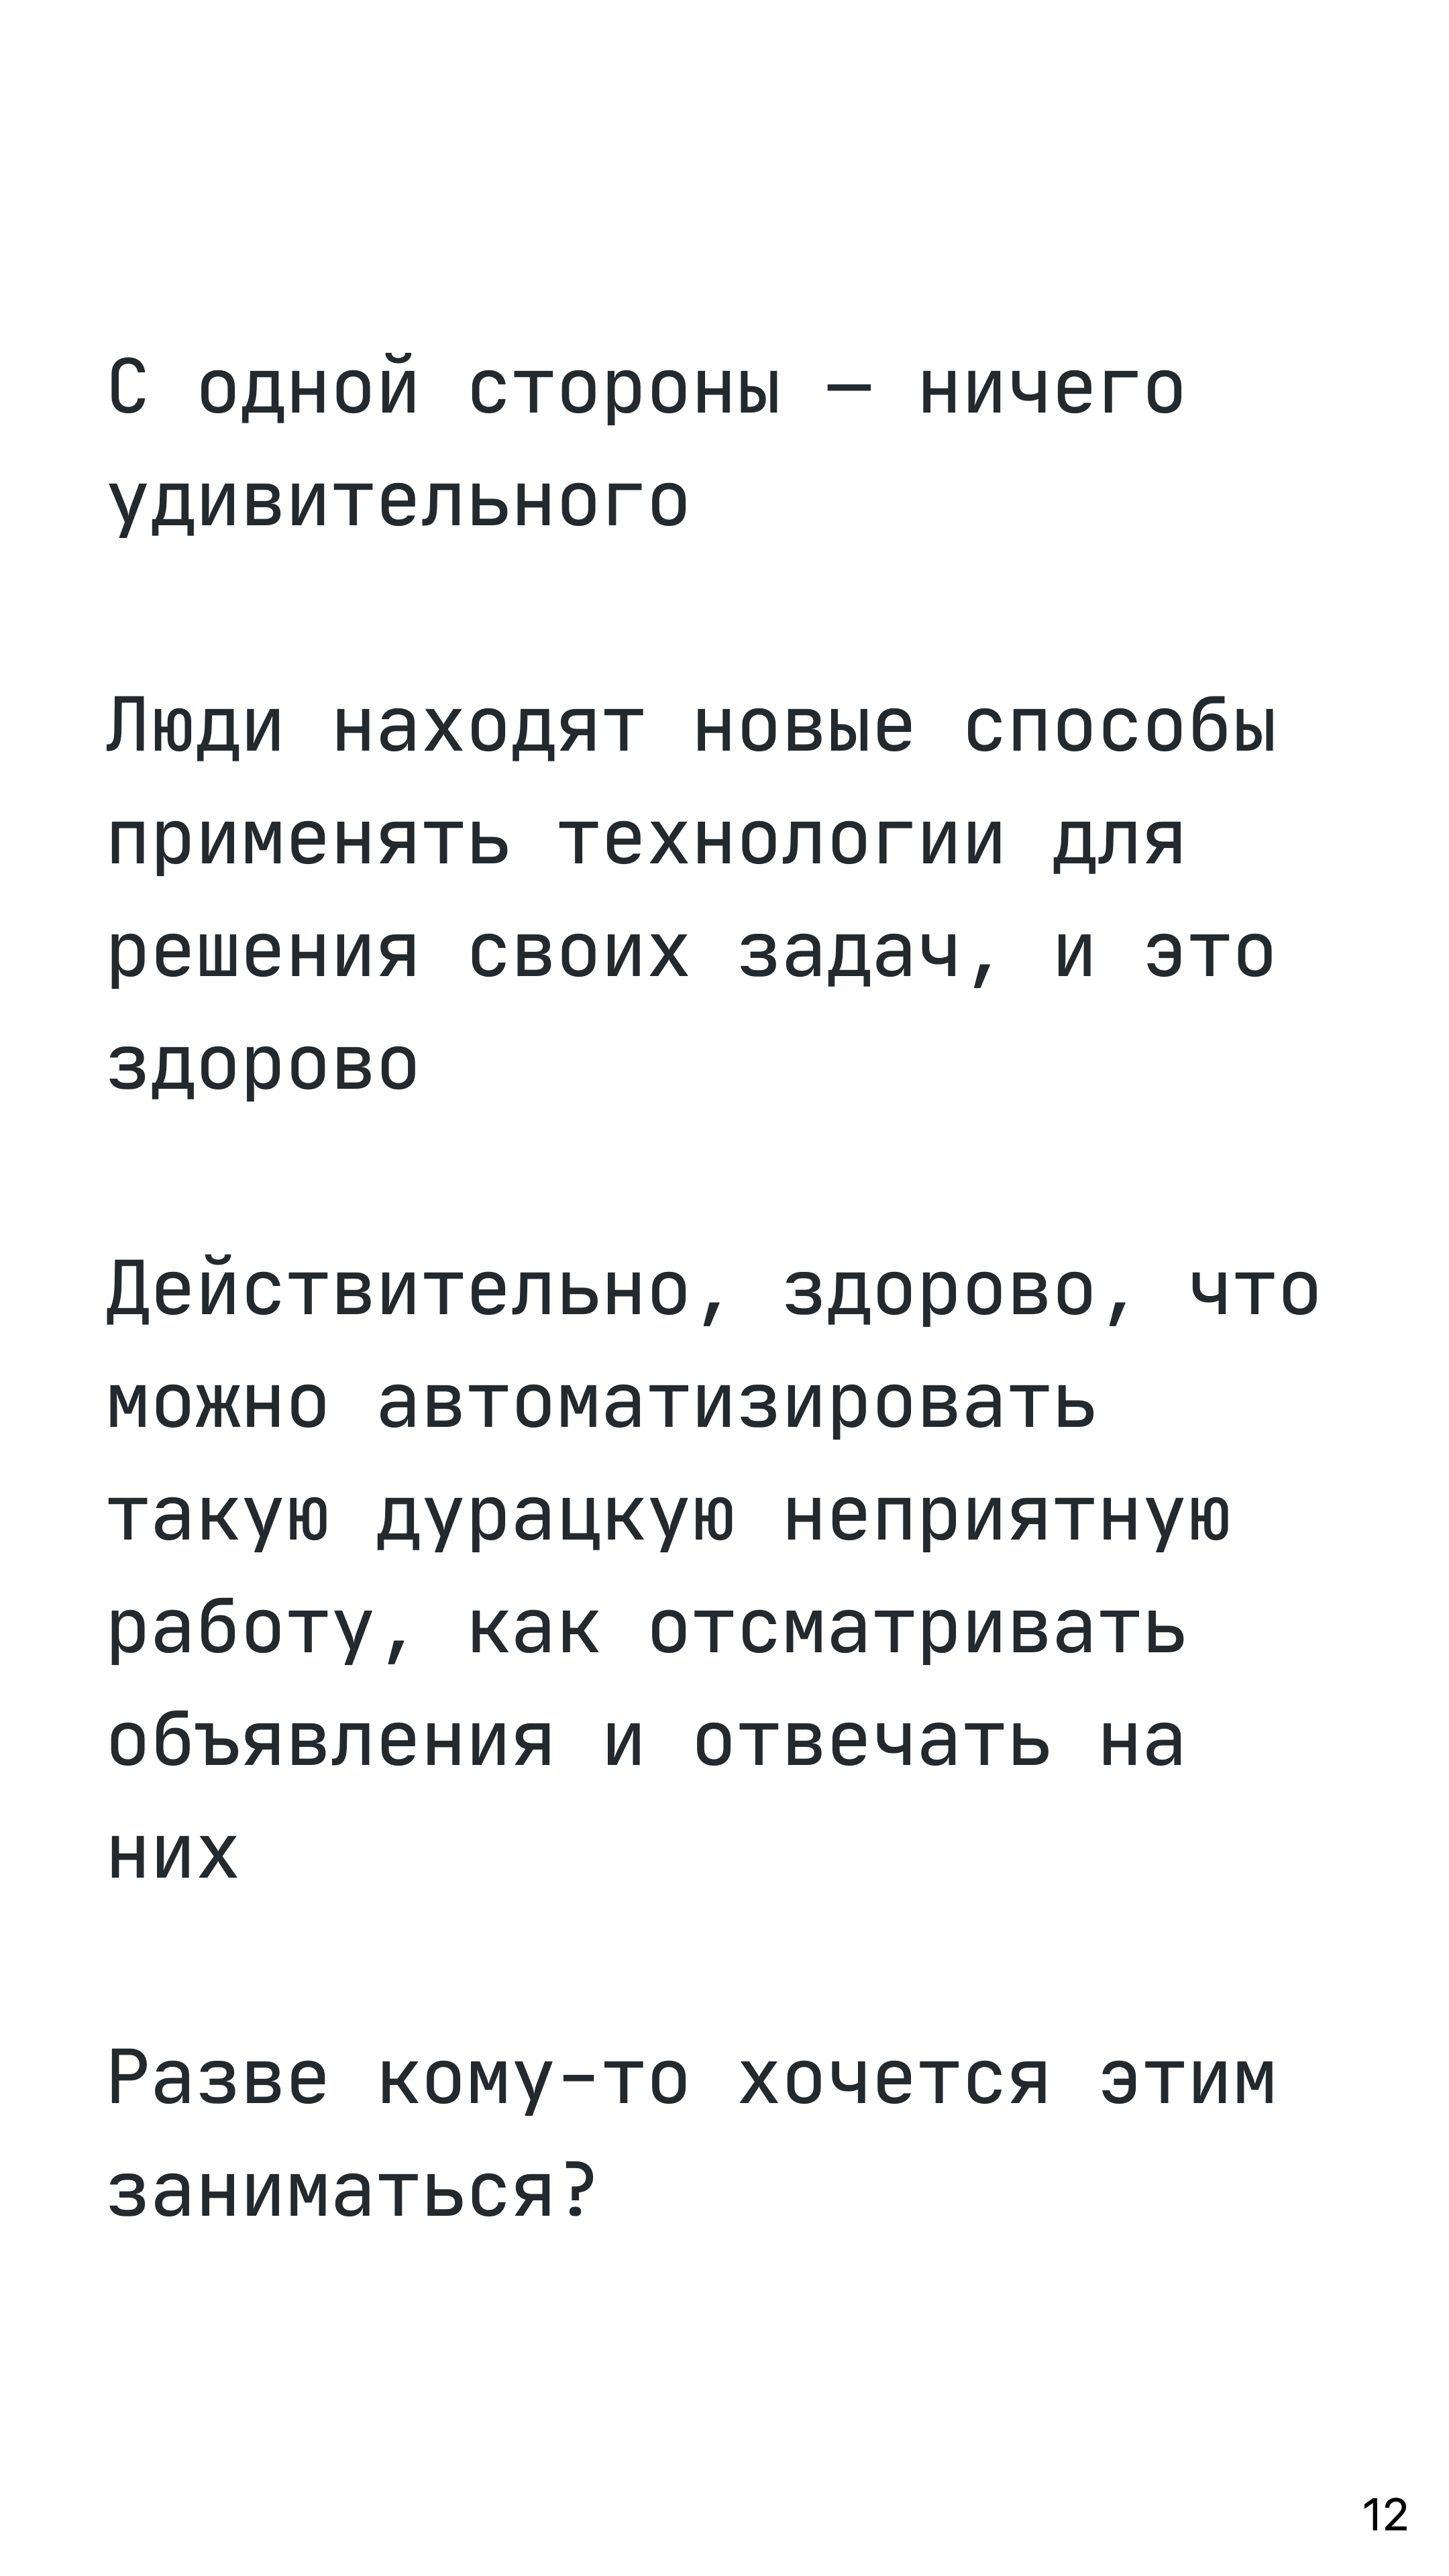 С одной стороны — ничего
удивительного
Люди находят новые способы
применять технологии для
решения своих задач, и это
здорово
Действительно, здорово, что
можно автоматизировать
такую дурацкую неприятную
работу, как отсматривать
объявления и отвечать на
них
Разве кому-то хочется этим
заниматься?
12